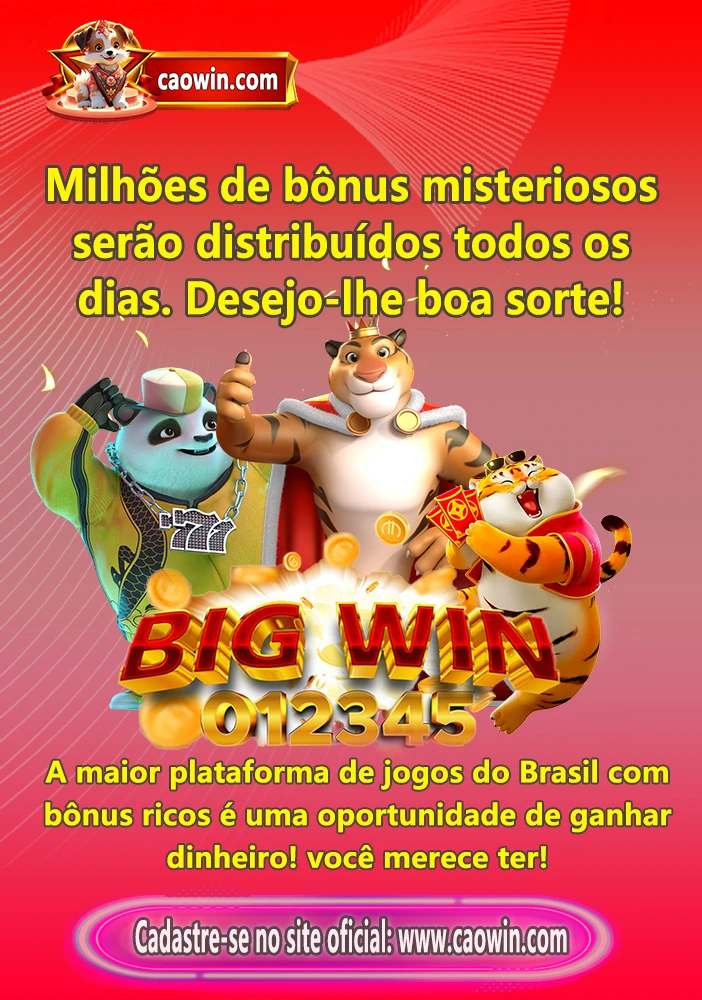 caowin.com
Milhões de bônus misteriosos
serão distribuídos todos os
dias. Desejo-lhe boa sorte!
777
BIG WIN
012345
A maior plataforma de jogos do Brasil com
bônus ricos é uma oportunidade de ganhar
dinheiro! você merece ter!
Cadastre-se no site oficial: www.caowin.com